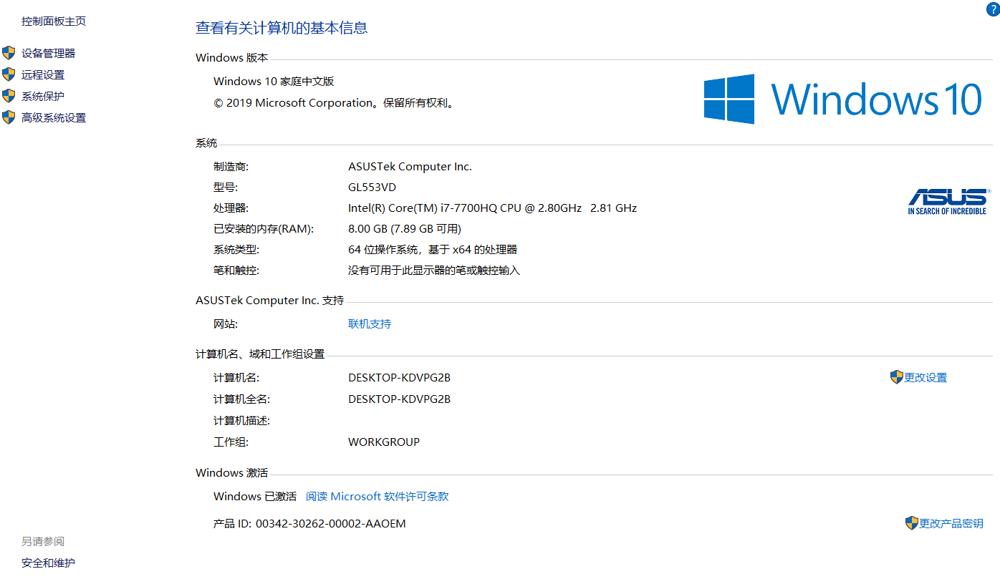 控制面板主页
设备管理器
远程设置
系统保护
高级系统设置
另请参阅
安全和维护
?
查看有关计算机的基本信息
Windows 版本
Windows 10 家庭中文版
© 2019 Microsoft Corporation。保留所有权利。
Windows 10
系统
制造商: ASUSTek Computer Inc.
型号: GL553VD
处理器: Intel(R) Core(TM) i7-7700HQ CPU @ 2.80GHz 2.81 GHz
已安装的内存(RAM): 8.00 GB (7.89 GB 可用)
系统类型: 64 位操作系统，基于 x64 的处理器
笔和触控: 没有可用于此显示器的笔或触控输入
ASUS®
IN SEARCH OF INCREDIBLE
ASUSTek Computer Inc. 支持
网站: 联机支持
计算机名、域和工作组设置
计算机名: DESKTOP-KDVPG2B 更改设置
计算机全名: DESKTOP-KDVPG2B
计算机描述:
工作组: WORKGROUP
Windows 激活
Windows 已激活 阅读 Microsoft 软件许可条款
产品 ID: 00342-30262-00002-AAOEM 更改产品密钥